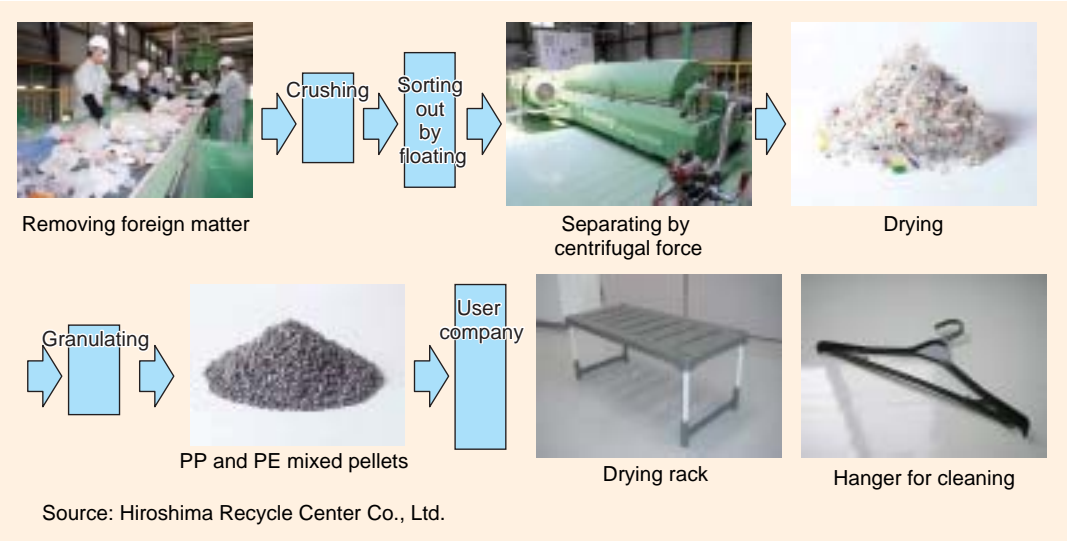 Crushing
Sorting
out
by
floating
Removing foreign matter
Separating by
centrifugal force
Drying
Granulating
PP and PE mixed pellets
User
company
Drying rack
Hanger for cleaning
Source: Hiroshima Recycle Center Co., Ltd.